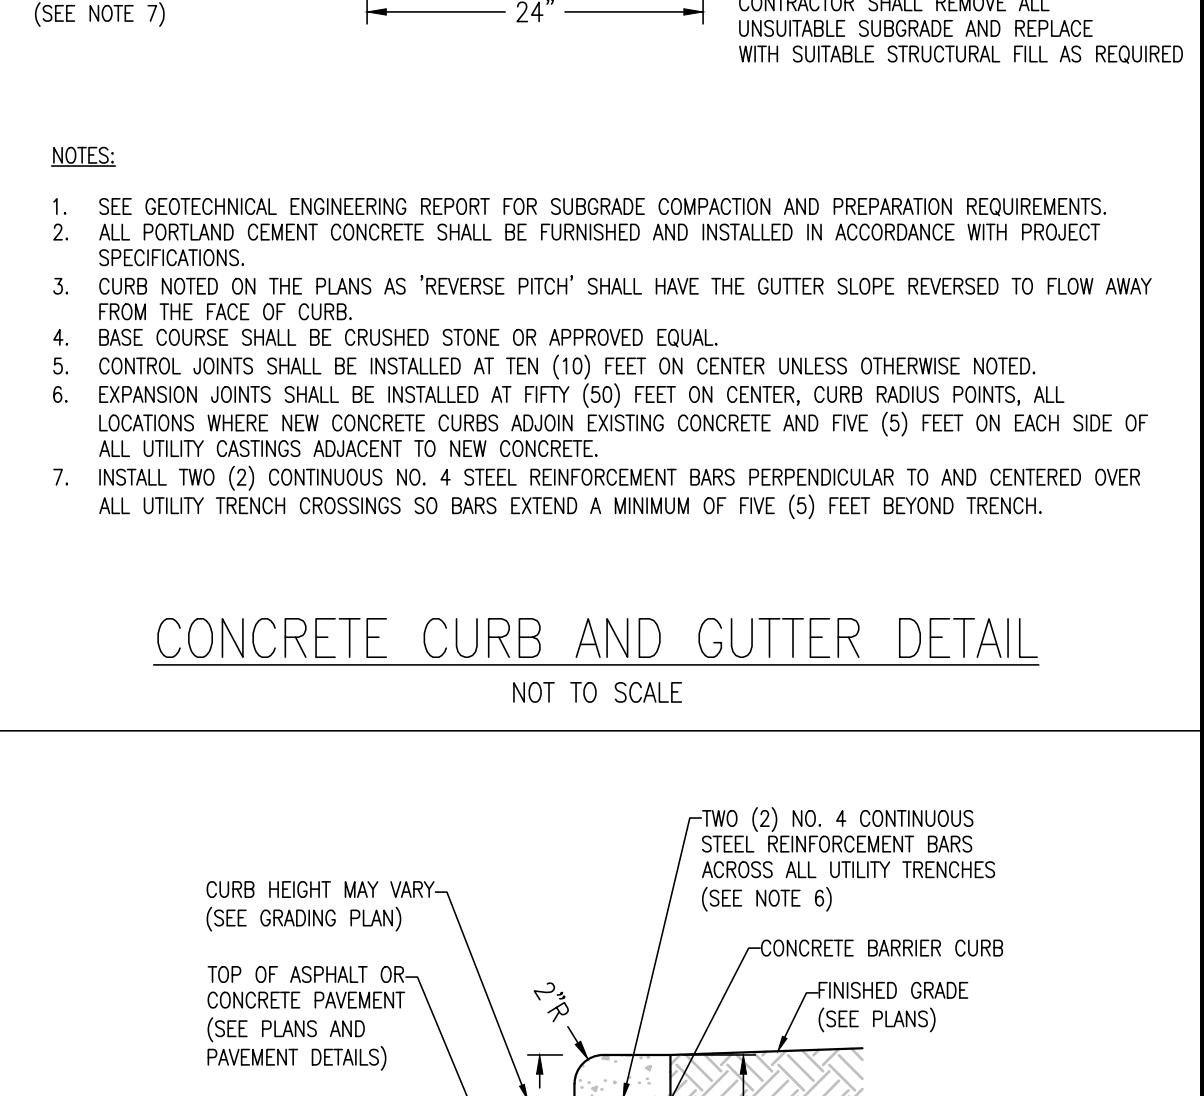 (SEE NOTE 7)
24"
CONTRACTOR SHALL REMOVE ALL
UNSUITABLE SUBGRADE AND REPLACE
WITH SUITABLE STRUCTURAL FILL AS REQUIRED
NOTES:
1. SEE GEOTECHNICAL ENGINEERING REPORT FOR SUBGRADE COMPACTION AND PREPARATION REQUIREMENTS.
2. ALL PORTLAND CEMENT CONCRETE SHALL BE FURNISHED AND INSTALLED IN ACCORDANCE WITH PROJECT
SPECIFICATIONS.
3. CURB NOTED ON THE PLANS AS 'REVERSE PITCH' SHALL HAVE THE GUTTER SLOPE REVERSED TO FLOW AWAY
FROM THE FACE OF CURB.
4. BASE COURSE SHALL BE CRUSHED STONE OR APPROVED EQUAL.
5. CONTROL JOINTS SHALL BE INSTALLED AT TEN (10) FEET ON CENTER UNLESS OTHERWISE NOTED.
6. EXPANSION JOINTS SHALL BE INSTALLED AT FIFTY (50) FEET ON CENTER, CURB RADIUS POINTS, ALL
LOCATIONS WHERE NEW CONCRETE CURBS ADJOIN EXISTING CONCRETE AND FIVE (5) FEET ON EACH SIDE OF
ALL UTILITY CASTINGS ADJACENT TO NEW CONCRETE.
7. INSTALL TWO (2) CONTINUOUS NO. 4 STEEL REINFORCEMENT BARS PERPENDICULAR TO AND CENTERED OVER
ALL UTILITY TRENCH CROSSINGS SO BARS EXTEND A MINIMUM OF FIVE (5) FEET BEYOND TRENCH.
CONCRETE CURB AND GUTTER DETAIL
NOT TO SCALE
TWO (2) NO. 4 CONTINUOUS
STEEL REINFORCEMENT BARS
ACROSS ALL UTILITY TRENCHES
(SEE NOTE 6)
CURB HEIGHT MAY VARY
(SEE GRADING PLAN)
CONCRETE BARRIER CURB
TOP OF ASPHALT OR
CONCRETE PAVEMENT
(SEE PLANS AND
PAVEMENT DETAILS)
2"R
FINISHED GRADE
(SEE PLANS)